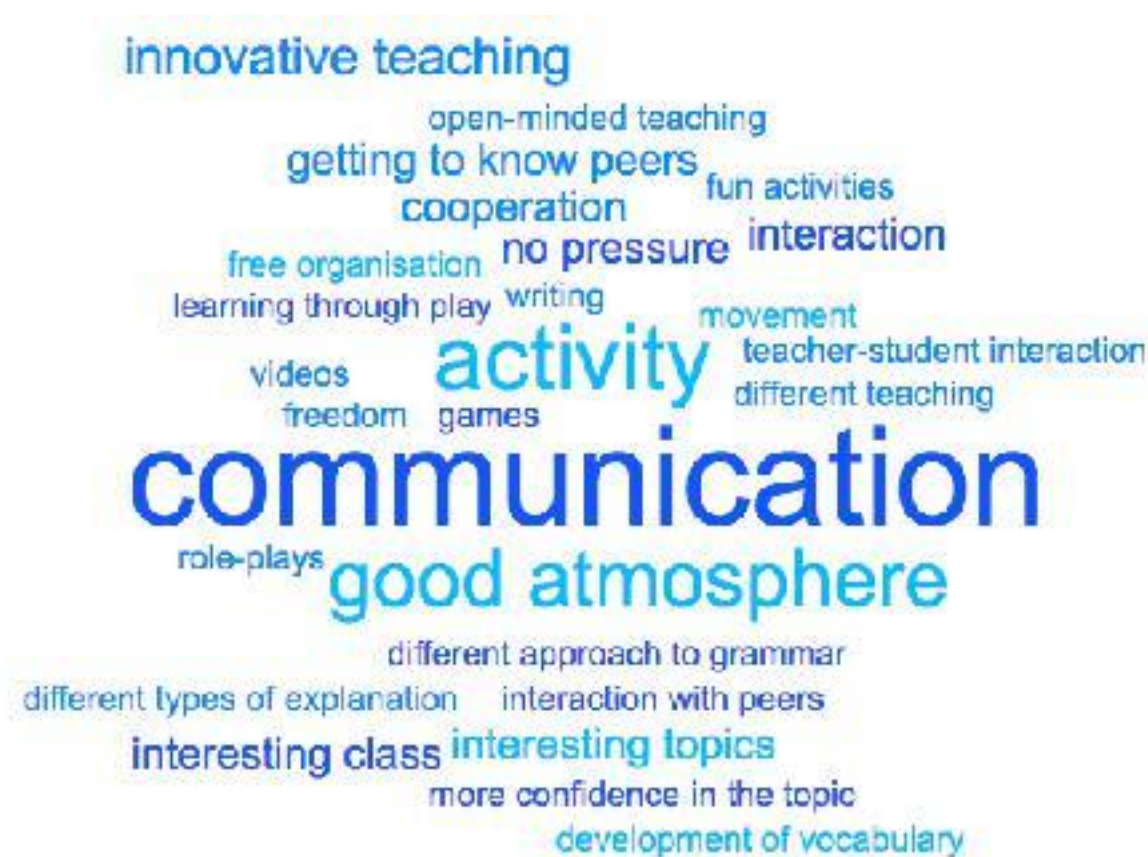 innovative teaching
open-minded teaching
getting to know peers
fun activities
cooperation
no pressure
interaction
free organisation
learning through play
writing
movement
activity
teacher-student interaction
videos
different teaching
freedom
games
communication
role-plays
good atmosphere
different approach to grammar
different types of explanation
interaction with peers
interesting class
interesting topics
more confidence in the topic
development of vocabulary